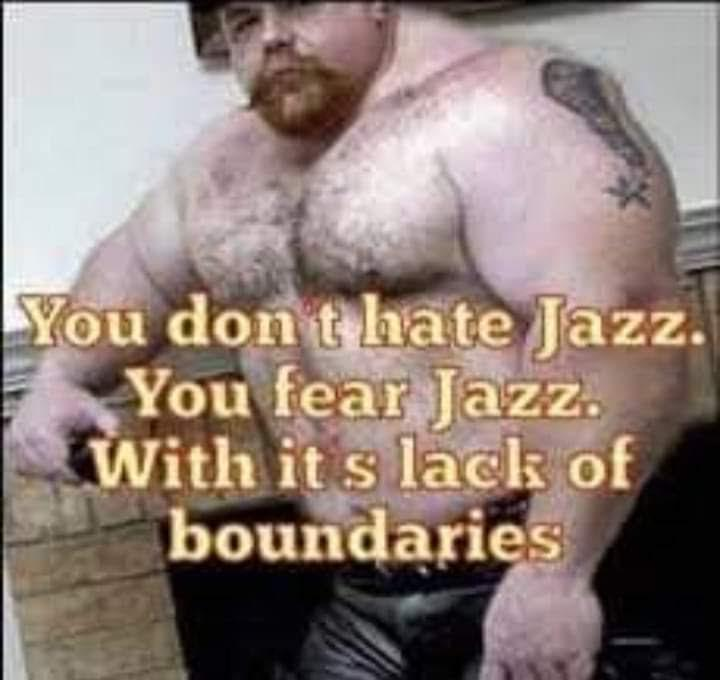 You don't hate Jazz.
You fear Jazz.
With it's lack of
boundaries